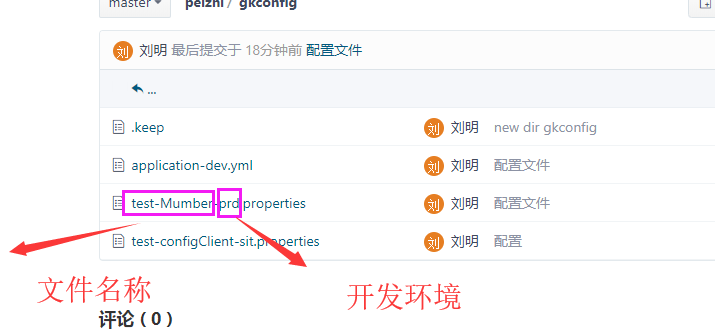 master peizhi / gkconfig
刘 刘明 最后提交于 18分钟前 配置文件
...
.keep 刘 刘明 new dir gkconfig
application-dev.yml 刘 刘明 配置文件
test-Mumber-prd.properties 刘 刘明 配置文件
test-configClient-sit.properties 刘 刘明 配置
文件名称 开发环境
评论（0）